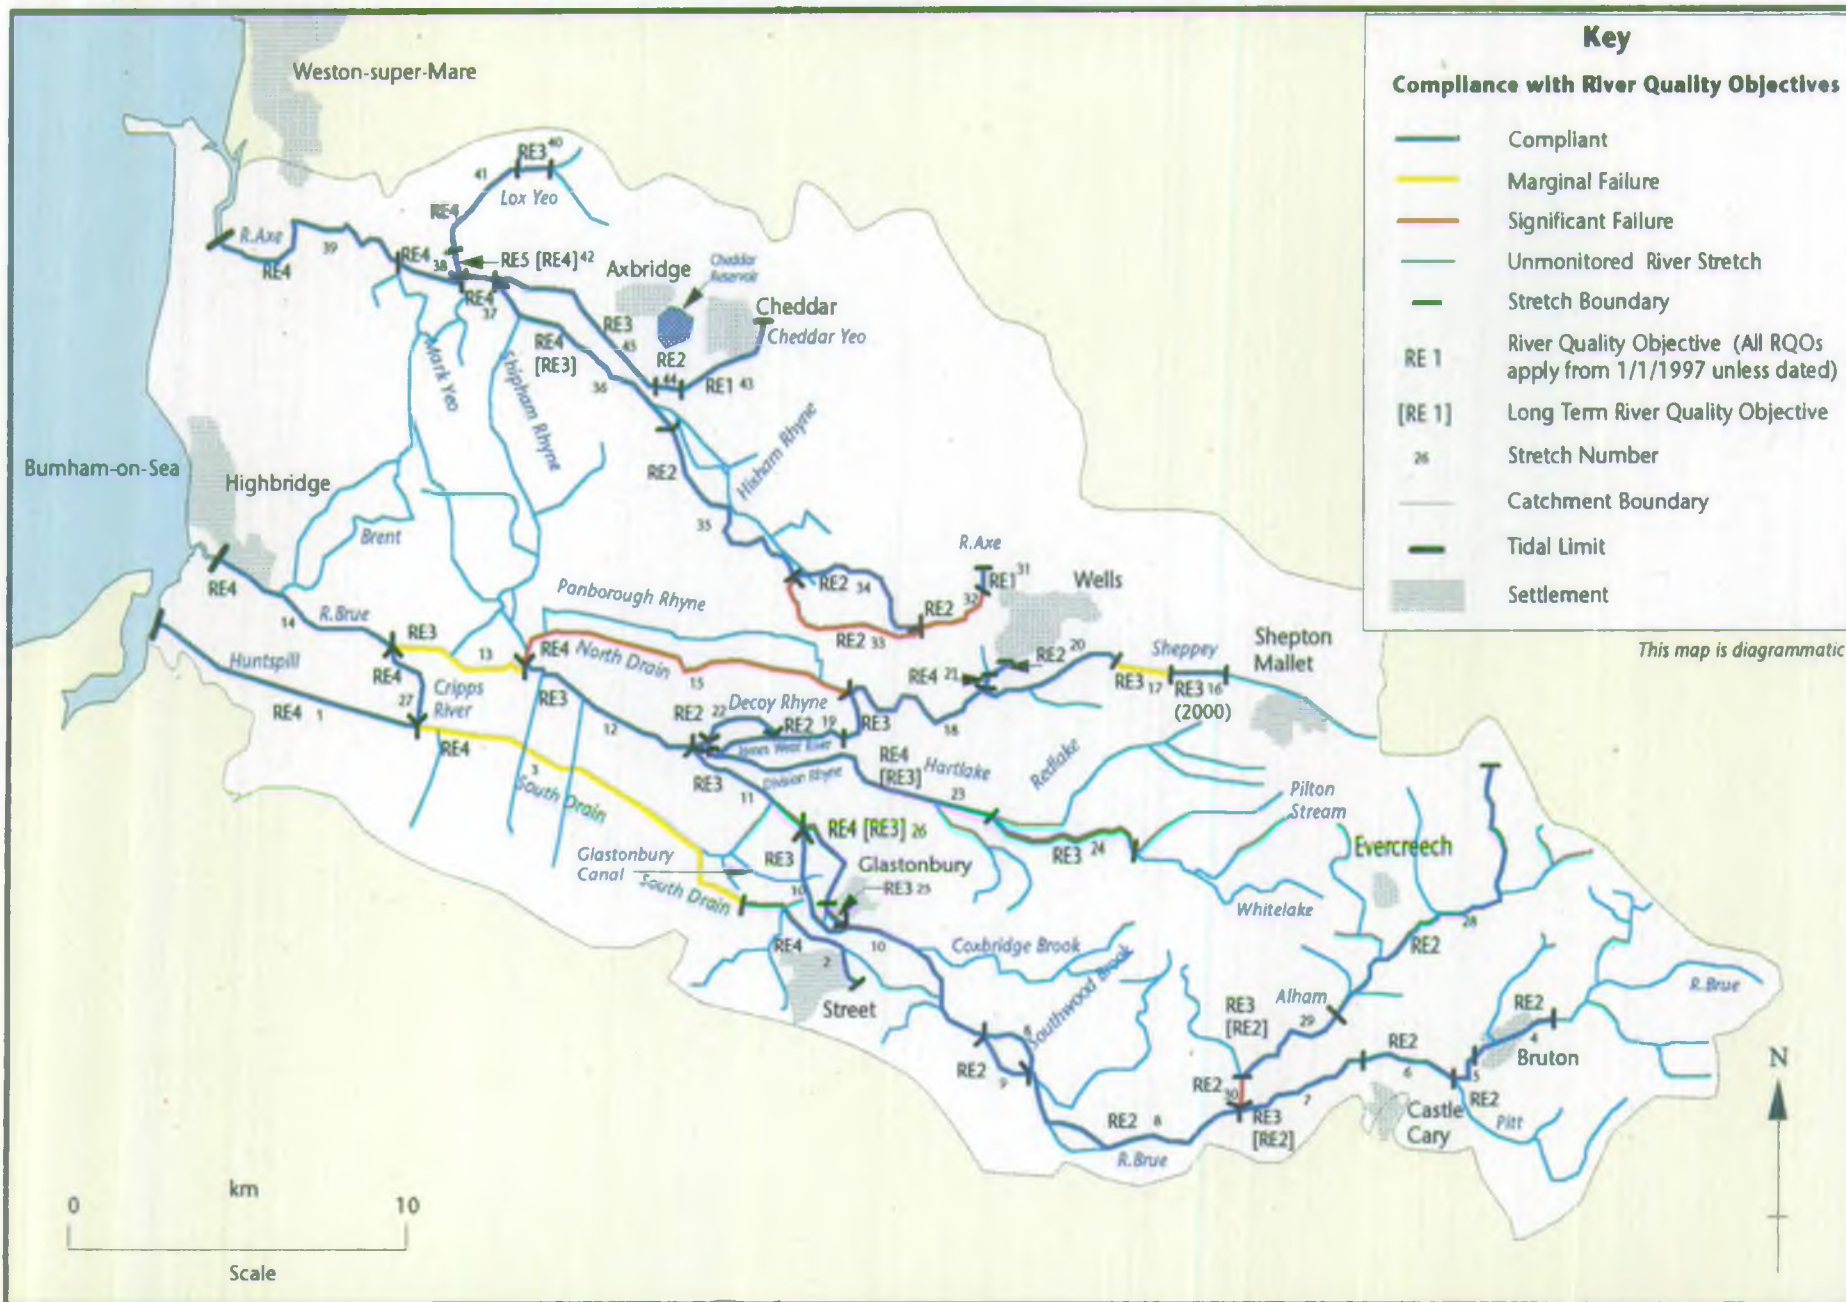 Key
Compliance with River Quality Objectives
Compliant
Marginal Failure
Significant Failure
Unmonitored River Stretch
Stretch Boundary
RE 1
River Quality Objective (All RQOs
apply from 1/1/1997 unless dated)
[RE 1]
Long Term River Quality Objective
26
Stretch Number
Catchment Boundary
Tidal Limit
Settlement
This map is diagrammatic
Weston-super-Mare
RE3 40
41
Lox Yeo
RE4
R.Axe
39
RE4
RE4
38
RE5 [RE4] 42
RE4
37
Axbridge
Cheddar
Reservoir
Cheddar
Cheddar Yeo
RE3
45
RE2
44
RE1 43
RE4
[RE3]
36
Mark Yeo
Shipham Rhyne
Hixham Rhyne
RE2
35
Burnham-on-Sea
Highbridge
Brent
R.Axe
RE1 31
32
Wells
RE2 34
RE2
RE2 33
Panborough Rhyne
RE4
14
R.Brue
RE3
13
RE4
North Drain
15
Huntspill
RE4
27
Cripps
River
RE4 1
RE3
12
RE4
3
South Drain
RE2 22
Decoy Rhyne
RE2 19
James Wear River
RE3
18
RE4 21
RE2 20
Sheppey
RE3 17
RE3 16
(2000)
Shepton
Mallet
RE3
11
Division Rhyne
RE4
[RE3]
Hartlake
23
Redlake
Pilton
Stream
RE3 24
Whitelake
Evercreech
RE4 [RE3] 26
Glastonbury
RE3 25
RE3
10
Glastonbury
Canal
South Drain
RE4
2
Street
10
Coxbridge Brook
Southwood Brook
8
RE2 9
RE2 8
R.Brue
RE2
28
Alham
RE3
[RE2] 29
RE2 30
RE3
[RE2]
7
RE2
6
RE2
4
5
RE2
Bruton
Castle
Cary
Pitt
R.Brue
N
km
0 10
Scale